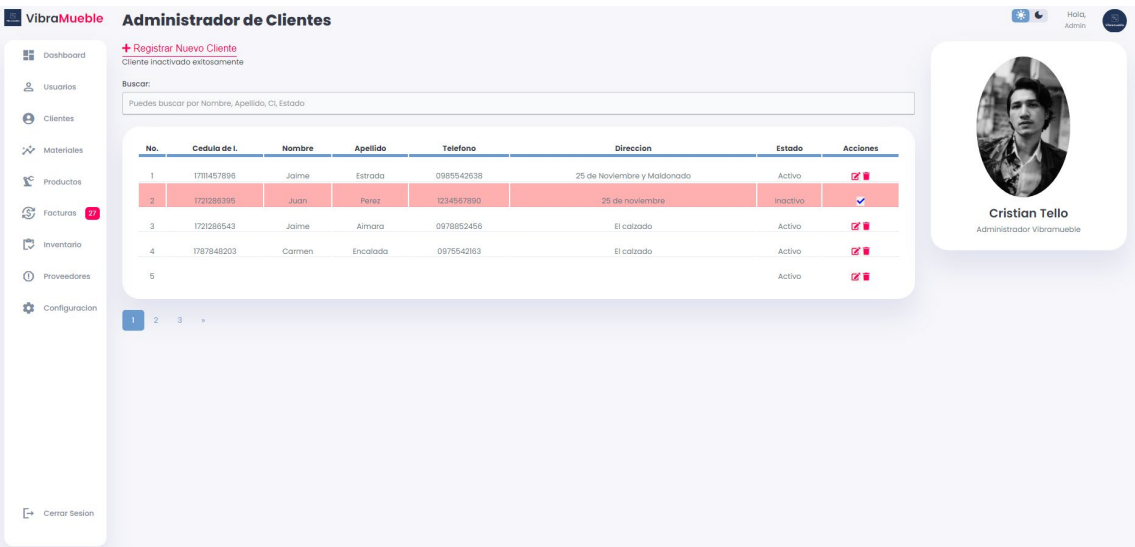 VibraMueble
Administrador de Clientes
Hola,
Admin
Dashboard
Usuarios
Clientes
Materiales
Productos
Facturas 27
Inventario
Proveedores
Configuracion
Cerrar Sesion
+ Registrar Nuevo Cliente
Cliente inactivado exitosamente
Buscar:
Puedes buscar por Nombre, Apellido, CI, Estado
No. Cedula de I. Nombre Apellido Telefono Direccion Estado Acciones
1 17111457896 Jaime Estrada 0985542638 25 de Noviembre y Maldonado Activo
2 1721286395 Juan Perez 1234567890 25 de noviembre Inactivo
3 1721286543 Jaime Aimara 0978852456 El calzado Activo
4 1787848203 Carmen Encalada 0975542163 El calzado Activo
5 Activo
1 2 3 »
Cristian Tello
Administrador Vibramueble